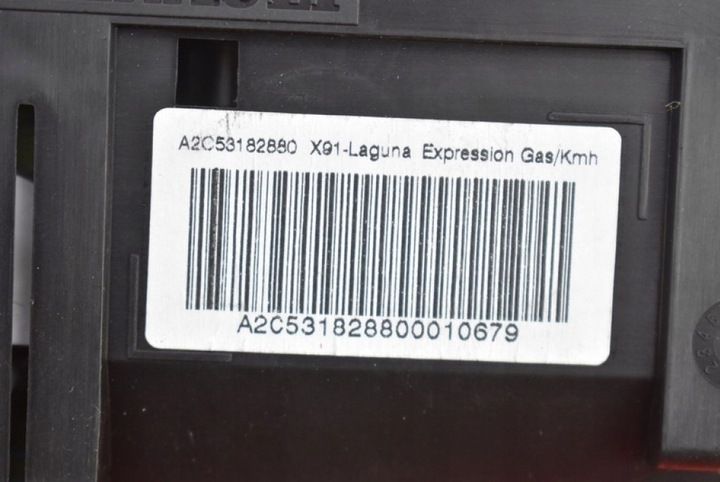 A2C53182880 X91-Laguna Expression Gas/Kmh
A2C531828800010679